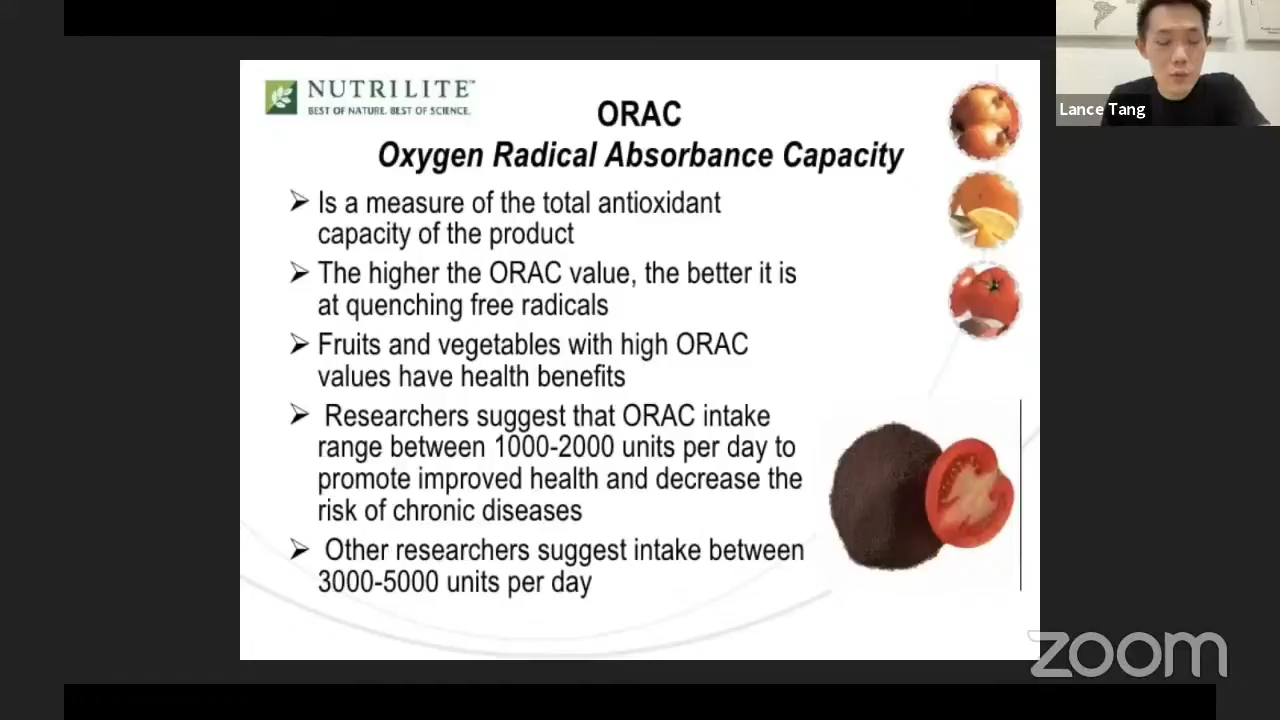 NUTRILITE™
BEST OF NATURE. BEST OF SCIENCE.
ORAC
Oxygen Radical Absorbance Capacity
➢ Is a measure of the total antioxidant
capacity of the product
➢ The higher the ORAC value, the better it is
at quenching free radicals
➢ Fruits and vegetables with high ORAC
values have health benefits
➢ Researchers suggest that ORAC intake
range between 1000-2000 units per day to
promote improved health and decrease the
risk of chronic diseases
➢ Other researchers suggest intake between
3000-5000 units per day
Lance Tang
zoom